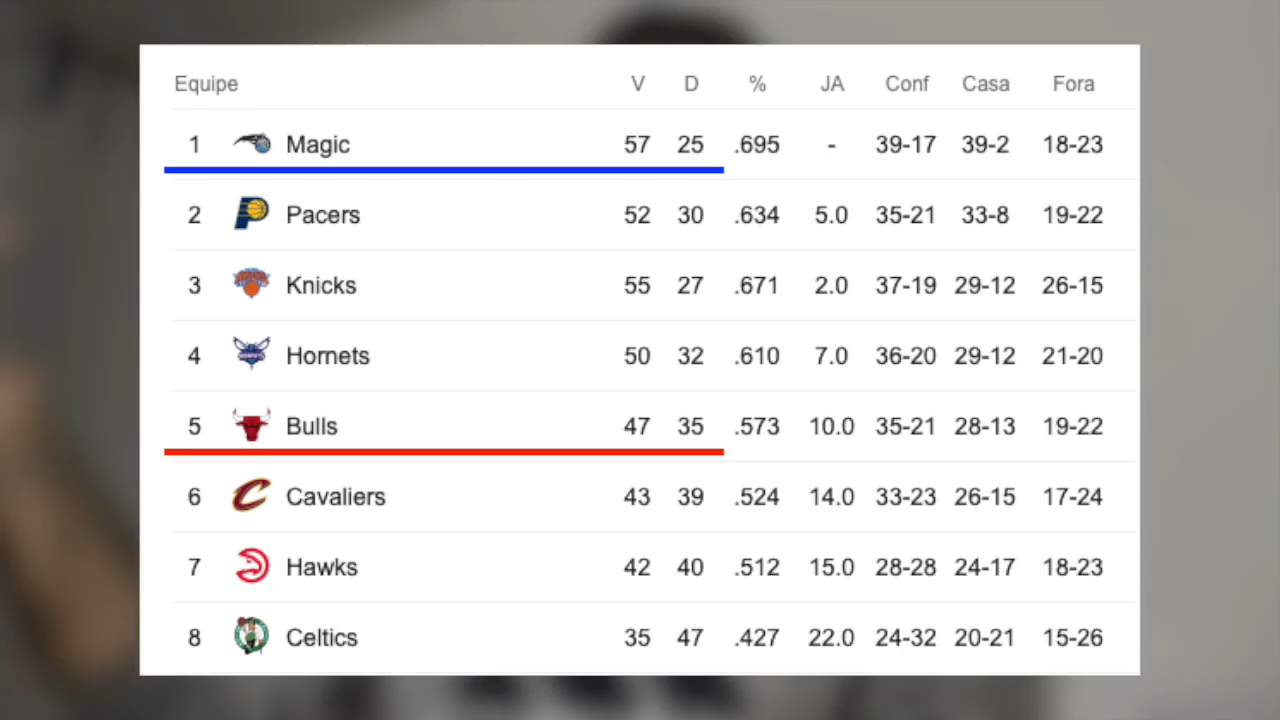 Equipe V D % JA Conf Casa Fora
1 Magic 57 25 .695 - 39-17 39-2 18-23
2 Pacers 52 30 .634 5.0 35-21 33-8 19-22
3 Knicks 55 27 .671 2.0 37-19 29-12 26-15
4 Hornets 50 32 .610 7.0 36-20 29-12 21-20
5 Bulls 47 35 .573 10.0 35-21 28-13 19-22
6 Cavaliers 43 39 .524 14.0 33-23 26-15 17-24
7 Hawks 42 40 .512 15.0 28-28 24-17 18-23
8 Celtics 35 47 .427 22.0 24-32 20-21 15-26